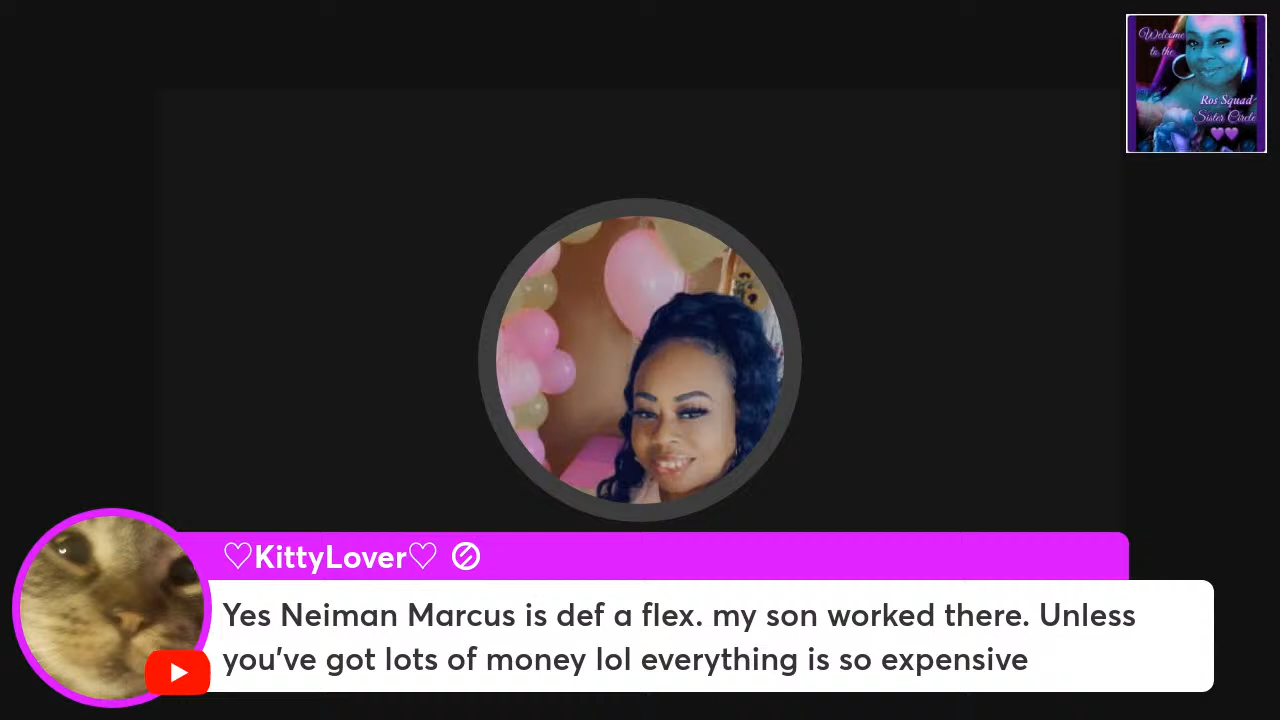 Welcome
to the
Ros Squad
Sister Circle
♡KittyLover♡
Yes Neiman Marcus is def a flex. my son worked there. Unless
you've got lots of money lol everything is so expensive